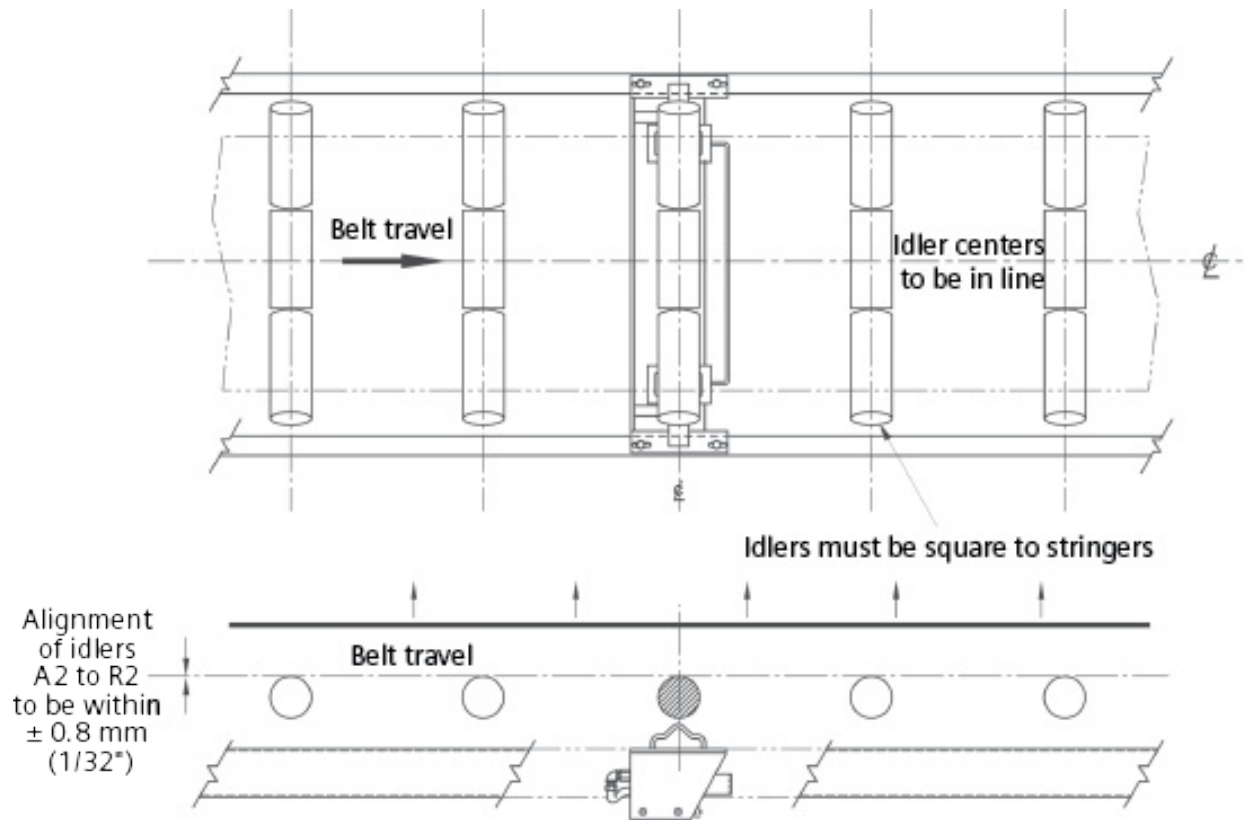 Belt travel
Idler centers
to be in line
℄
℄
Idlers must be square to stringers
Alignment
of idlers
A2 to R2
to be within
± 0.8 mm
(1/32")
Belt travel